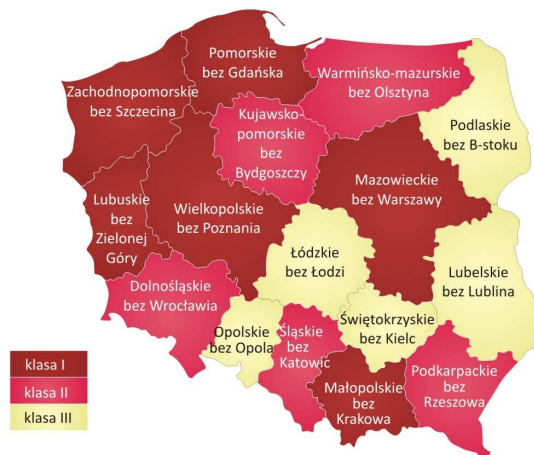 Pomorskie
bez Gdańska
Warmińsko-mazurskie
bez Olsztyna
Zachodnopomorskie
bez Szczecina
Kujawsko-
pomorskie
bez
Bydgoszczy
Podlaskie
bez B-stoku
Mazowieckie
bez Warszawy
Lubuskie
bez
Zielonej
Góry
Wielkopolskie
bez Poznania
Łódzkie
bez Łodzi
Lubelskie
bez Lublina
Dolnośląskie
bez Wrocławia
Opolskie
bez Opola
Śląskie
bez
Katowic
Świętokrzyskie
bez Kielc
Małopolskie
bez
Krakowa
Podkarpackie
bez
Rzeszowa
klasa I
klasa II
klasa III